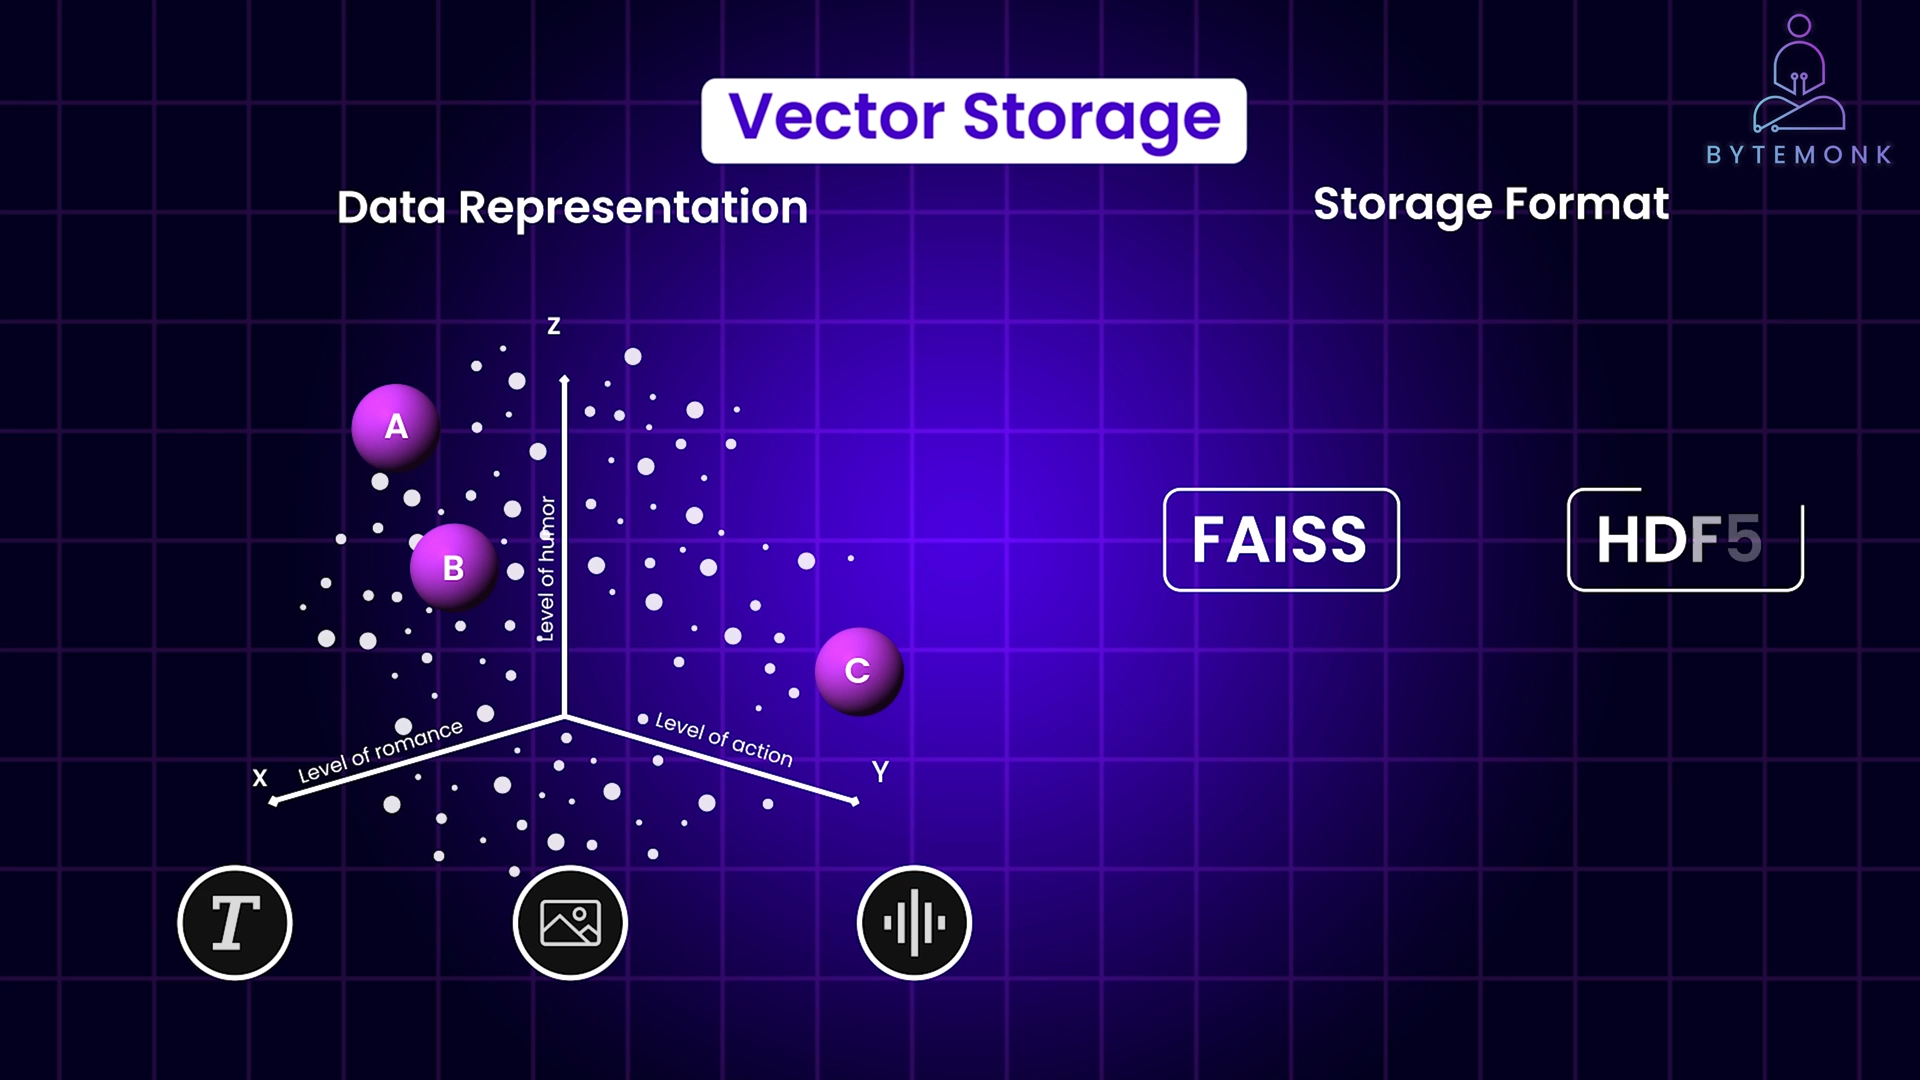 BYTEMONK
Vector Storage
Data Representation
Storage Format
Z
A
B
C
Level of humor
Level of romance
Level of action
X
Y
FAISS
HDF5
T